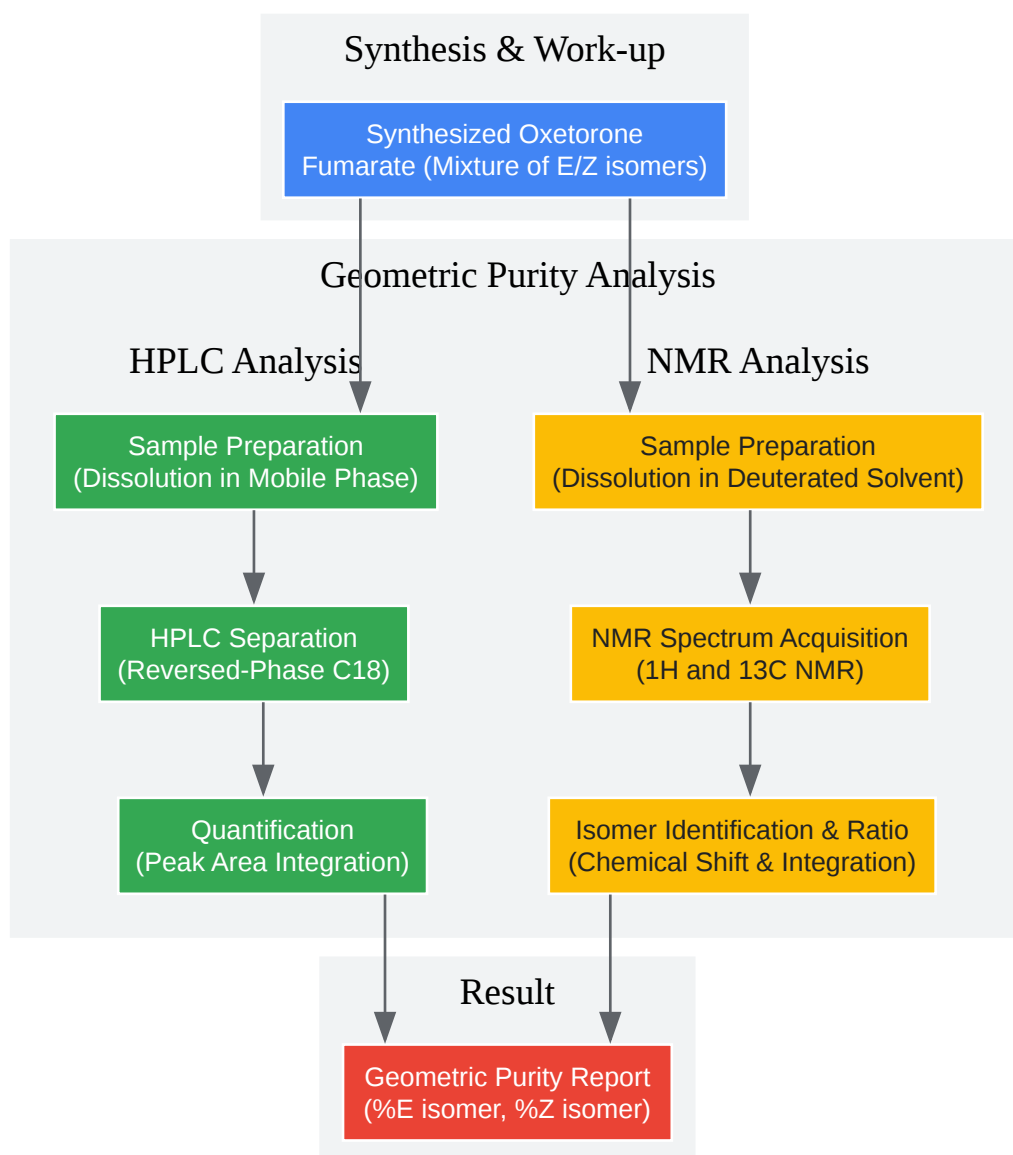 Synthesis & Work-up
Synthesized Oxetorone
Fumarate (Mixture of E/Z isomers)
Geometric Purity Analysis
HPLC Analysis
Sample Preparation
(Dissolution in Mobile Phase)
HPLC Separation
(Reversed-Phase C18)
Quantification
(Peak Area Integration)
NMR Analysis
Sample Preparation
(Dissolution in Deuterated Solvent)
NMR Spectrum Acquisition
(1H and 13C NMR)
Isomer Identification & Ratio
(Chemical Shift & Integration)
Result
Geometric Purity Report
(%E isomer, %Z isomer)